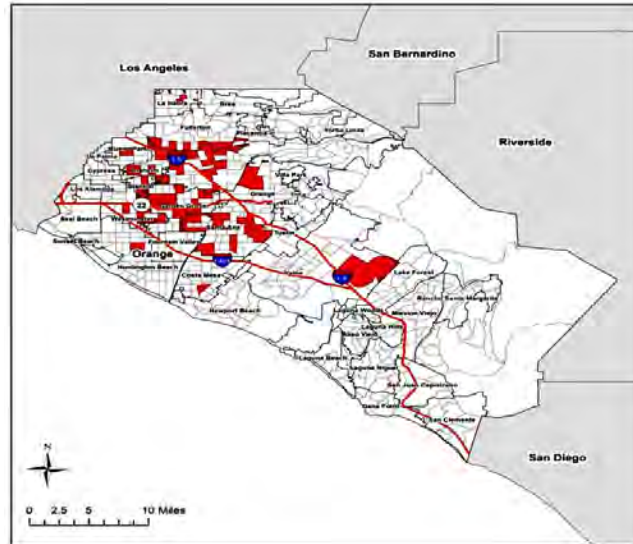 San Bernardino
Los Angeles
La Habra
Brea
Fullerton
Placentia
Yorba Linda
Riverside
Buena Park
La Palma
Cypress
Villa Park
Orange
Los Alamitos
22
Seal Beach
Westminster
Santa Ana
Tustin
Sunset Beach
Fountain Valley
Orange
Huntington Beach
Costa Mesa
Irvine
Lake Forest
Rancho Santa Margarita
Newport Beach
Laguna Woods
Mission Viejo
Laguna Hills
Aliso Viejo
Laguna Beach
Laguna Niguel
San Juan Capistrano
Dana Point
San Clemente
San Diego
N
0 2.5 5 10 Miles